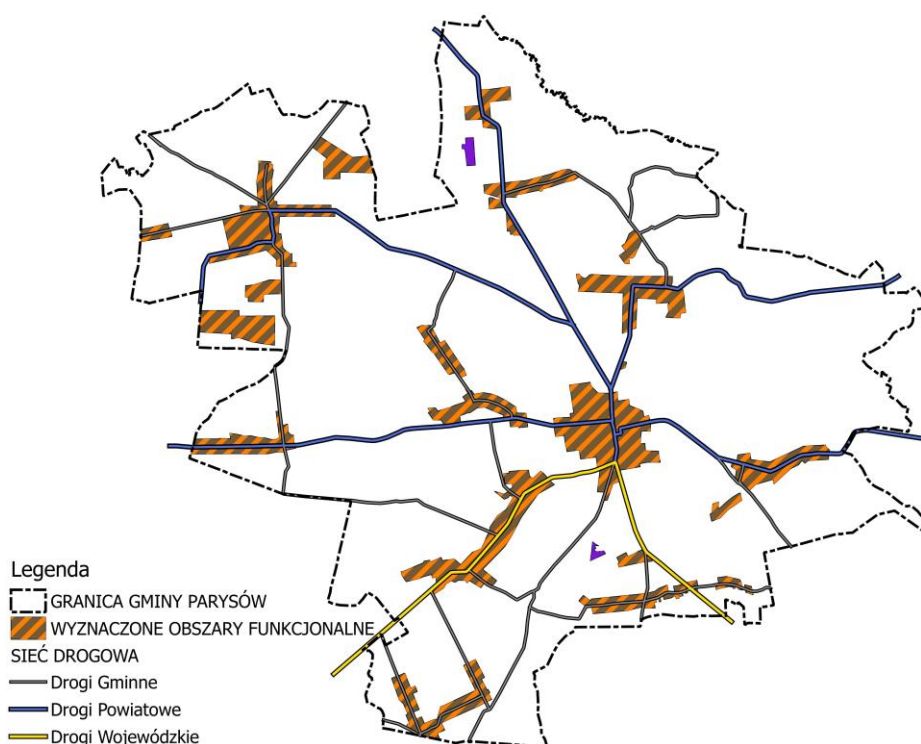 Legenda
GRANICA GMINY PARYSÓW
WYZNACZONE OBSZARY FUNKCJONALNE
SIEĆ DROGOWA
Drogi Gminne
Drogi Powiatowe
Drogi Wojewódzkie